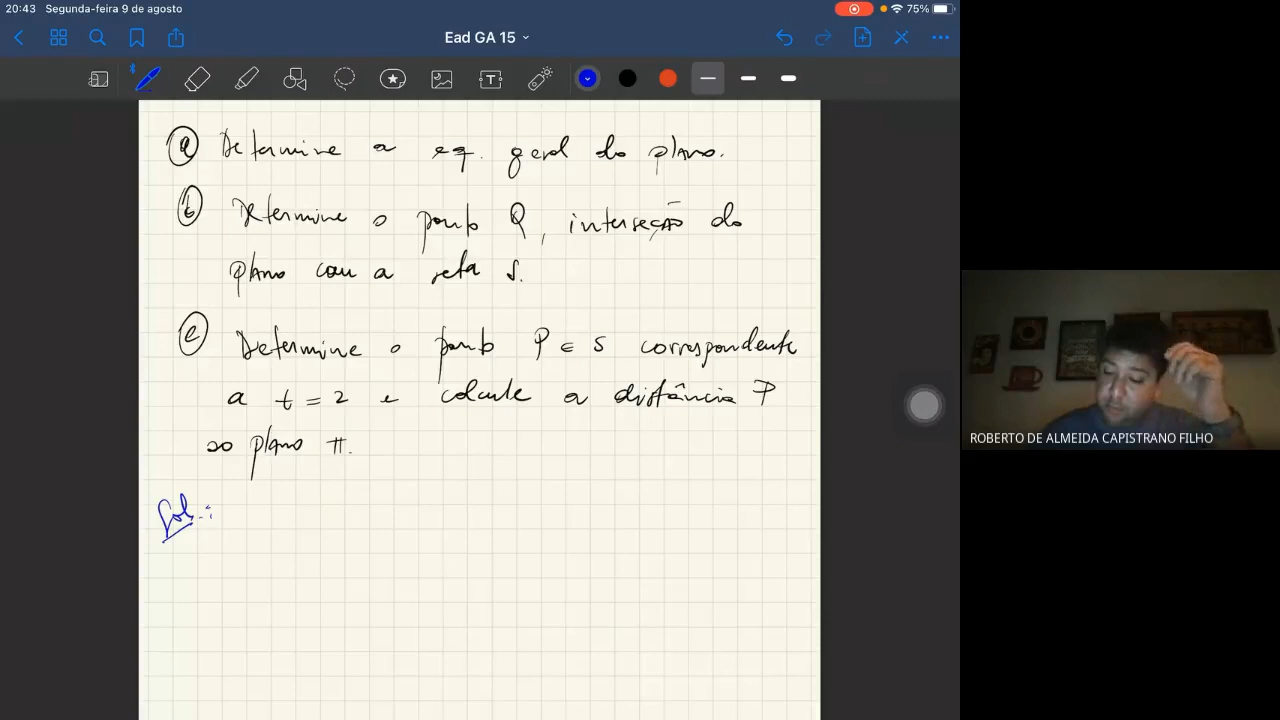 20:43 Segunda-feira 9 de agosto
75%
Ead GA 15
T
a Determine a eq. geral do plano.
b Determine o ponto Q, interseção do
plano com a reta s.
c Determine o ponto P ∈ s correspondente
a t = 2 e calcule a distância P
ao plano π.
Sol.:
ROBERTO DE ALMEIDA CAPISTRANO FILHO